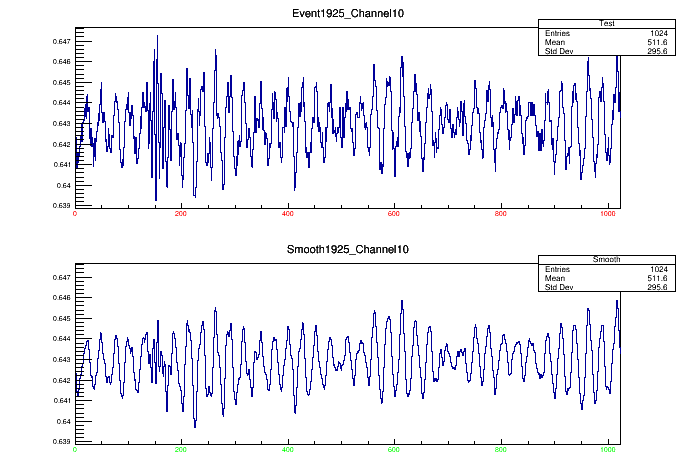 Event1925_Channel10
Test
Entries 1024
Mean 511.6
Std Dev 295.6
0.647
0.646
0.645
0.644
0.643
0.642
0.641
0.64
0.639
0 200 400 600 800 1000
Smooth1925_Channel10
Smooth
Entries 1024
Mean 511.6
Std Dev 295.6
0.647
0.646
0.645
0.644
0.643
0.642
0.641
0.64
0.639
0 200 400 600 800 1000